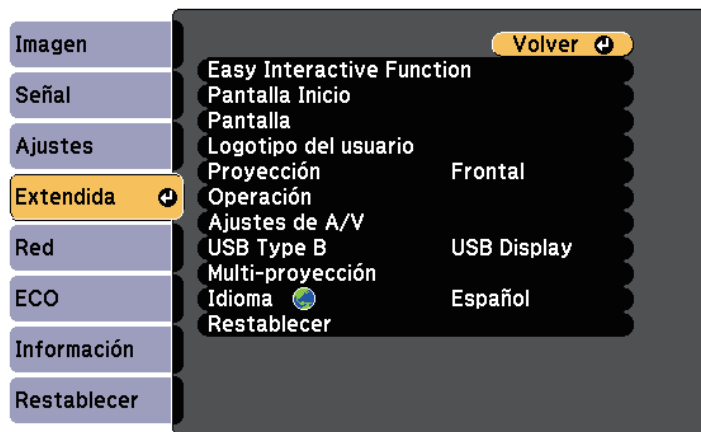 Imagen
Señal
Ajustes
Extendida
Red
ECO
Información
Restablecer
Volver
Easy Interactive Function
Pantalla Inicio
Pantalla
Logotipo del usuario
Proyección Frontal
Operación
Ajustes de A/V
USB Type B USB Display
Multi-proyección
Idioma Español
Restablecer